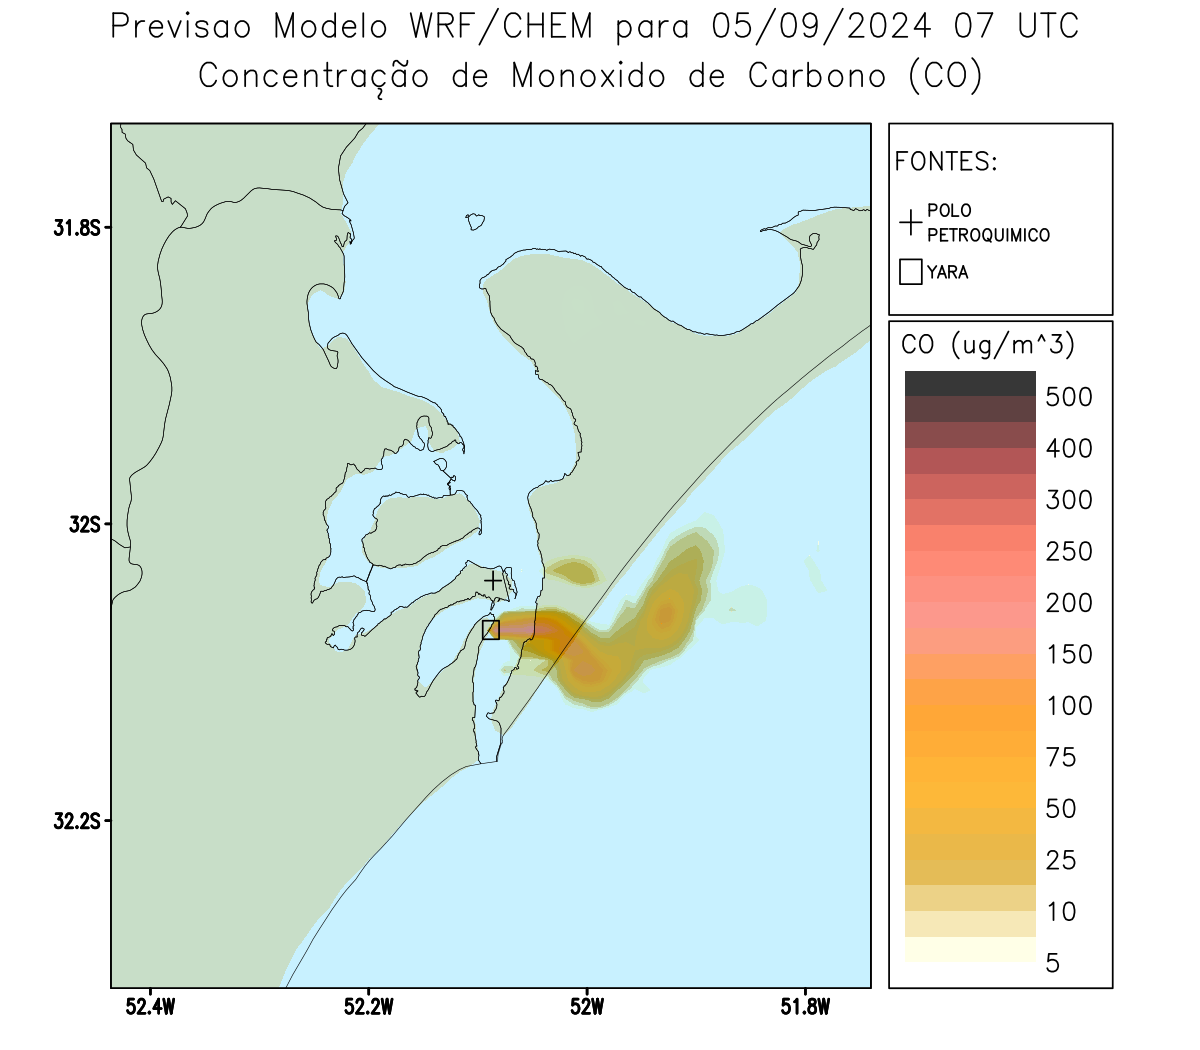 Previsao Modelo WRF/CHEM para 05/09/2024 07 UTC
Concentração de Monoxido de Carbono (CO)
FONTES:
POLO
PETROQUIMICO
YARA
31.8S
32S
32.2S
52.4W
52.2W
52W
51.8W
CO (ug/m^3)
500
400
300
250
200
150
100
75
50
25
10
5